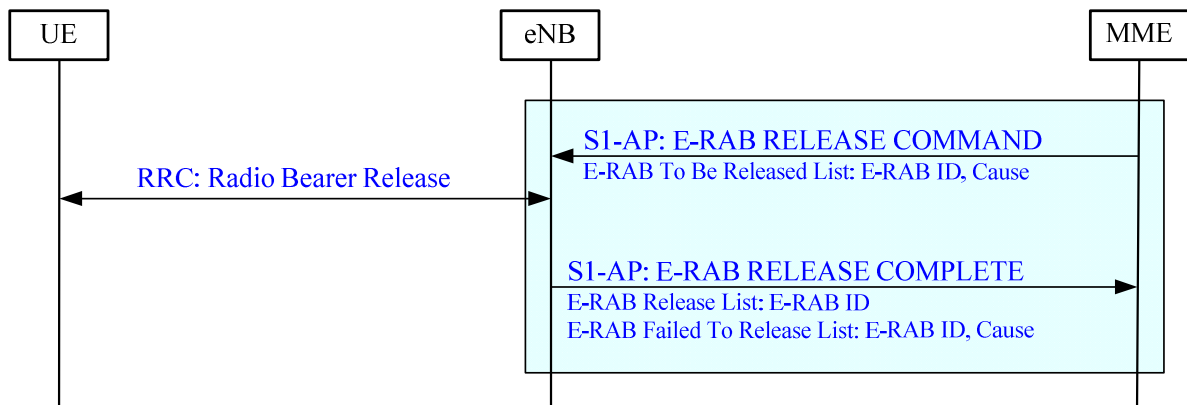 UE
eNB
MME
S1-AP: E-RAB RELEASE COMMAND
E-RAB To Be Released List: E-RAB ID, Cause
RRC: Radio Bearer Release
S1-AP: E-RAB RELEASE COMPLETE
E-RAB Release List: E-RAB ID
E-RAB Failed To Release List: E-RAB ID, Cause